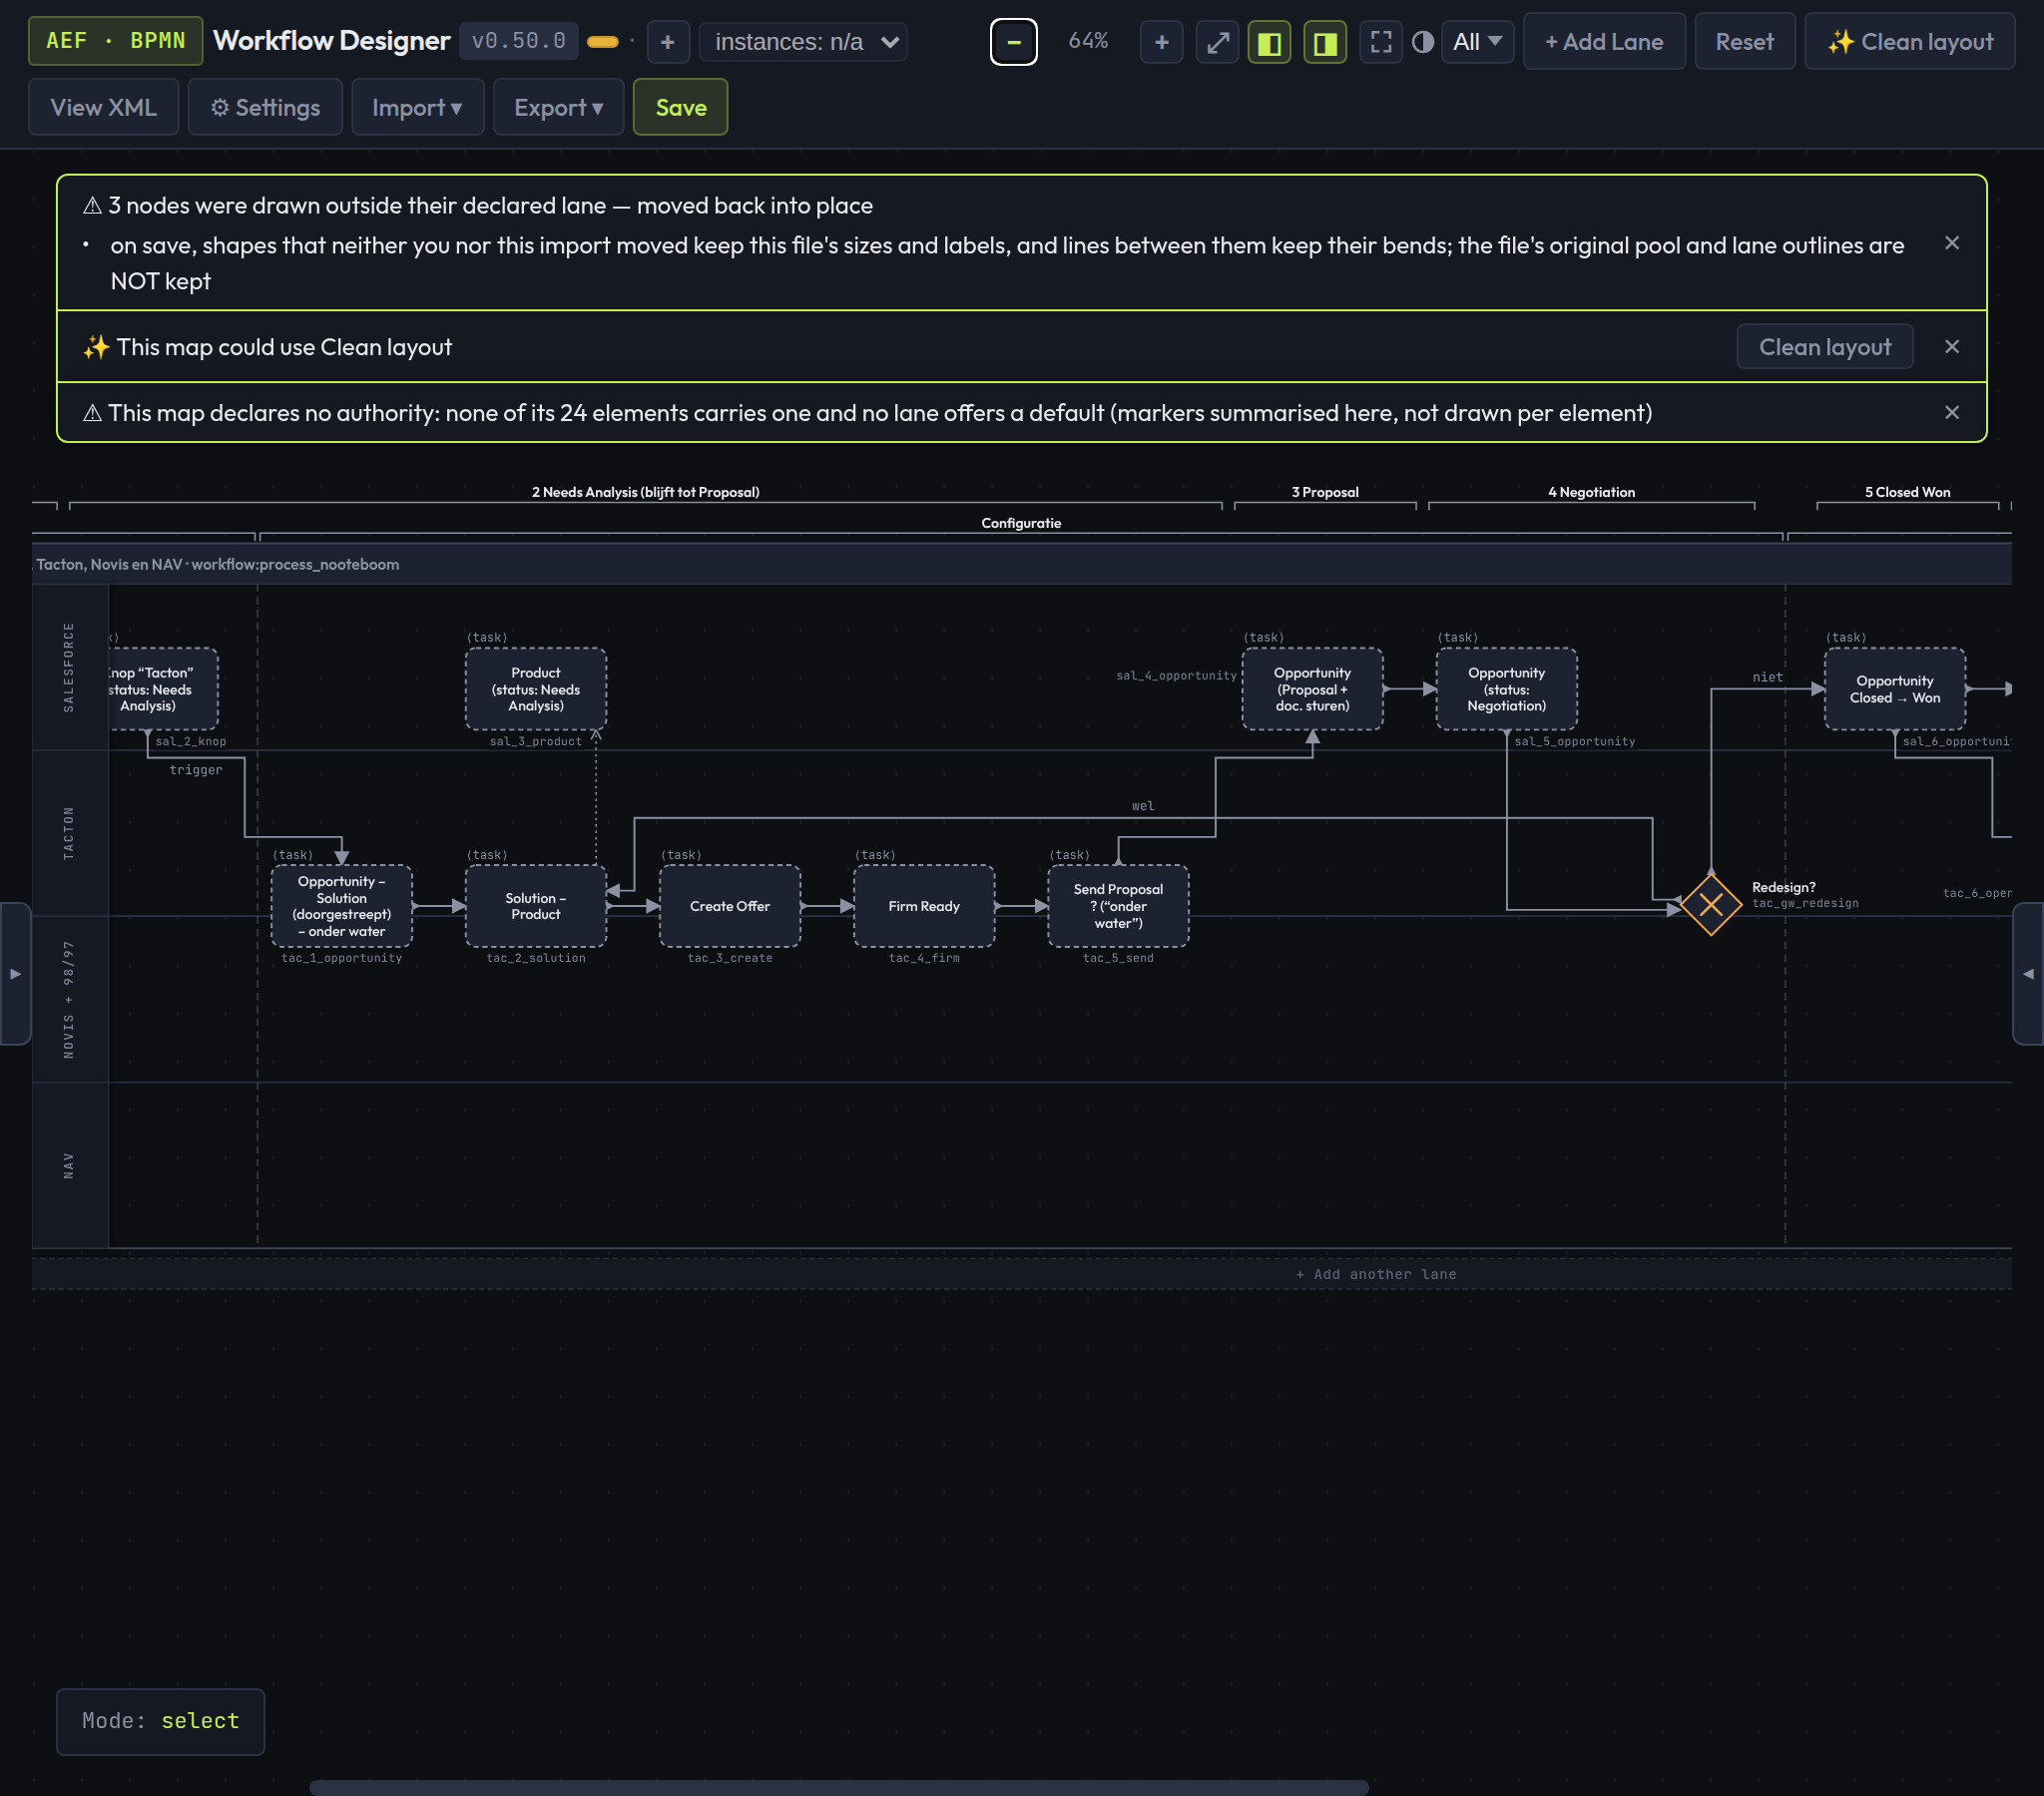 AEF · BPMN Workflow Designer v0.50.0 · + instances: n/a − 64% + All + Add Lane Reset ✨ Clean layout
View XML ⚙ Settings Import ▾ Export ▾ Save
⚠ 3 nodes were drawn outside their declared lane — moved back into place
• on save, shapes that neither you nor this import moved keep this file's sizes and labels, and lines between them keep their bends; the file's original pool and lane outlines are
NOT kept
✨ This map could use Clean layout Clean layout ×
⚠ This map declares no authority: none of its 24 elements carries one and no lane offers a default (markers summarised here, not drawn per element) ×
2 Needs Analysis (blijft tot Proposal) 3 Proposal 4 Negotiation 5 Closed Won
Configuratie
, Tacton, Novis en NAV · workflow:process_nooteboom
SALESFORCE
Knop “Tacton”
(status: Needs
Analysis)
sal_2_knop
trigger
(task)
Product
(status: Needs
Analysis)
sal_3_product
sal_4_opportunity
(task)
Opportunity
(Proposal +
doc. sturen)
(task)
Opportunity
(status:
Negotiation)
sal_5_opportunity
niet
(task)
Opportunity
Closed → Won
sal_6_opportuni
TACTON
wel
(task)
Opportunity –
Solution
(doorgestreept)
– onder water
tac_1_opportunity
(task)
Solution –
Product
tac_2_solution
(task)
Create Offer
tac_3_create
(task)
Firm Ready
tac_4_firm
(task)
Send Proposal
? (“onder
water”)
tac_5_send
Redesign?
tac_gw_redesign
tac_6_oper
NOVIS + 98/97
NAV
+ Add another lane
Mode: select